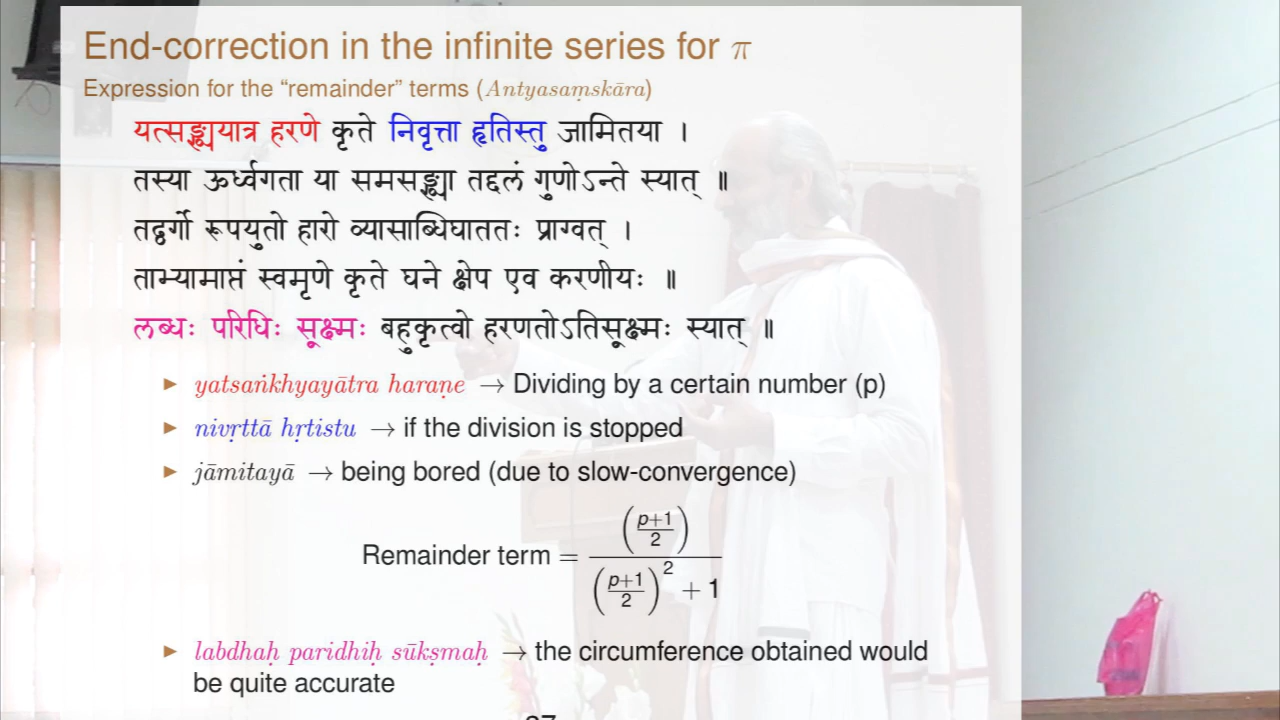 End-correction in the infinite series for π
Expression for the “remainder” terms (Antyasaṃskāra)
यत्सङ्ख्ययात्र हरणे कृते निवृत्ता हृतिस्तु जामितया ।
तस्या ऊर्ध्वगता या समसङ्ख्या तद्दलं गुणोऽन्ते स्यात् ॥
तद्वर्गो रूपयुतो हारो व्यासाब्धिघाततः प्राग्वत् ।
ताभ्यामाप्तं स्वमृणे कृते घने क्षेप एव करणीयः ॥
लब्धः परिधिः सूक्ष्मः बहुकृत्वो हरणतोऽतिसूक्ष्मः स्यात् ॥
► yatsaṅkhyayātra haraṇe → Dividing by a certain number (p)
► nivṛttā hṛtistu → if the division is stopped
► jāmitayā → being bored (due to slow-convergence)
Remainder term = ((p+1)/2) / (((p+1)/2)² + 1)
► labdhaḥ paridhiḥ sūkṣmaḥ → the circumference obtained would
be quite accurate